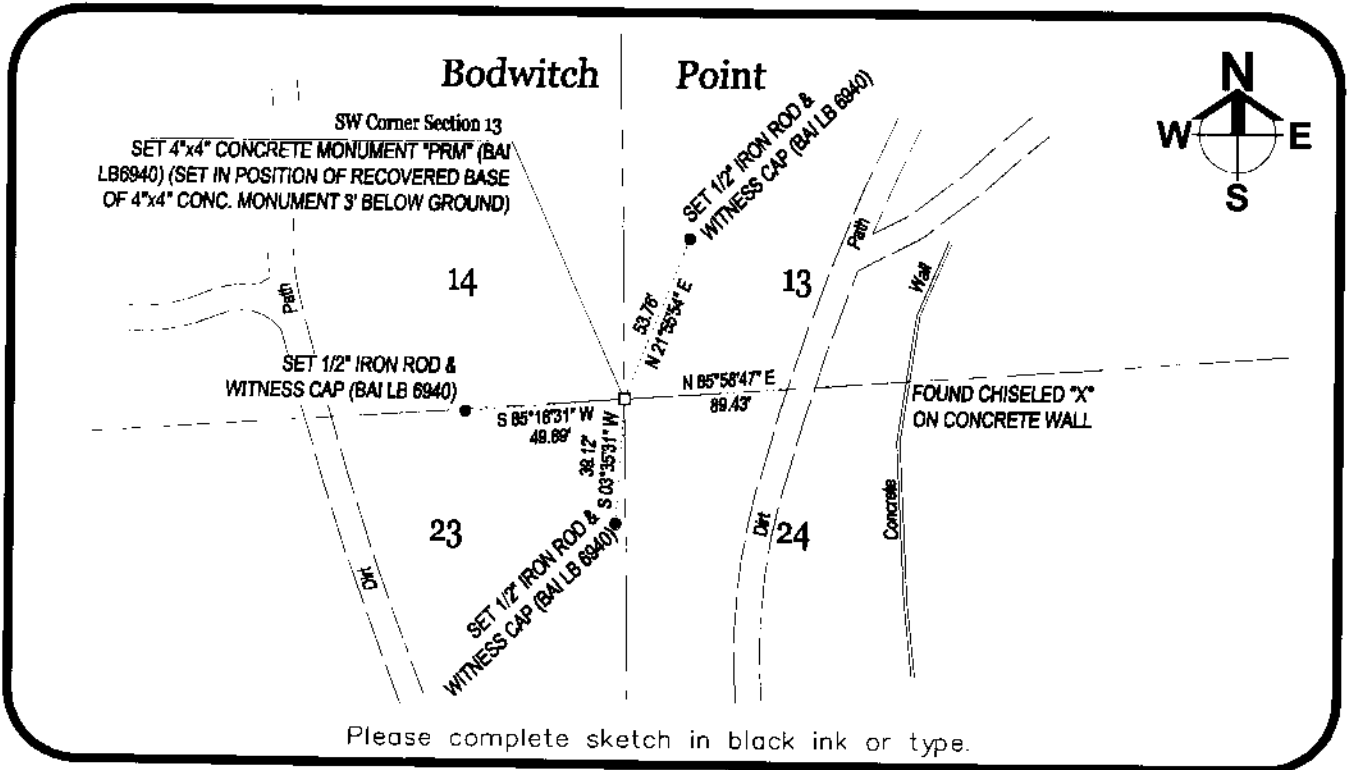 Bodwitch Point
N
W E
S
SW Corner Section 13
SET 4"x4" CONCRETE MONUMENT "PRM" (BAI
LB6940) (SET IN POSITION OF RECOVERED BASE
OF 4"x4" CONC. MONUMENT 3' BELOW GROUND)
SET 1/2" IRON ROD &
WITNESS CAP (BAI LB 6940)
Path
Wall
14
13
53.76'
N 21°55'54" E
Path
SET 1/2" IRON ROD &
WITNESS CAP (BAI LB 6940)
N 85°58'47" E
89.43'
FOUND CHISELED "X"
ON CONCRETE WALL
S 85°16'31" W
49.69'
38.12'
S 03°35'31" W
23
24
Dirt
Concrete
Dirt
SET 1/2" IRON ROD &
WITNESS CAP (BAI LB 6940)
Please complete sketch in black ink or type.